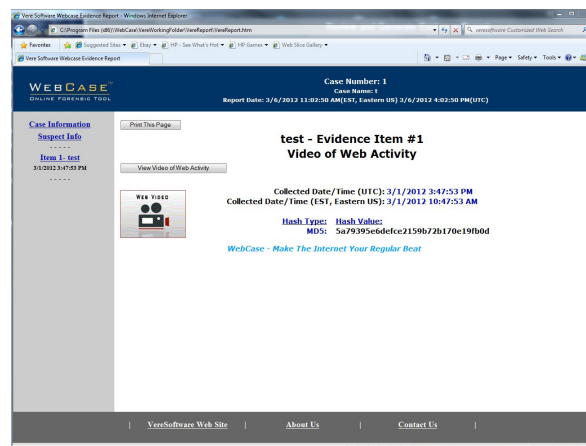 Vere Software Webcase Evidence Report - Windows Internet Explorer
C:\Program Files (x86)\WebCase\VereWorkingFolder\VereReport\VereReport.htm
veresoftware Customized Web Search
Favorites Suggested Sites Ebay HP - See What's Hot HP Games Web Slice Gallery
Vere Software Webcase Evidence Report
Page Safety Tools
WEBCASE™
ONLINE FORENSIC TOOL
Case Number: 1
Case Name: t
Report Date: 3/6/2012 11:02:50 AM(EST, Eastern US) 3/6/2012 4:02:50 PM(UTC)
Case Information
Suspect Info
- - - - -
Item 1- test
3/1/2012 3:47:53 PM
- - - - -
Print This Page
test - Evidence Item #1
Video of Web Activity
View Video of Web Activity
WEB VIDEO
Collected Date/Time (UTC): 3/1/2012 3:47:53 PM
Collected Date/Time (EST, Eastern US): 3/1/2012 10:47:53 AM
Hash Type: Hash Value:
MD5: 5a79395e6defce2159b72b170e19fb0d
WebCase - Make The Internet Your Regular Beat
| VereSoftware Web Site | About Us | Contact Us |